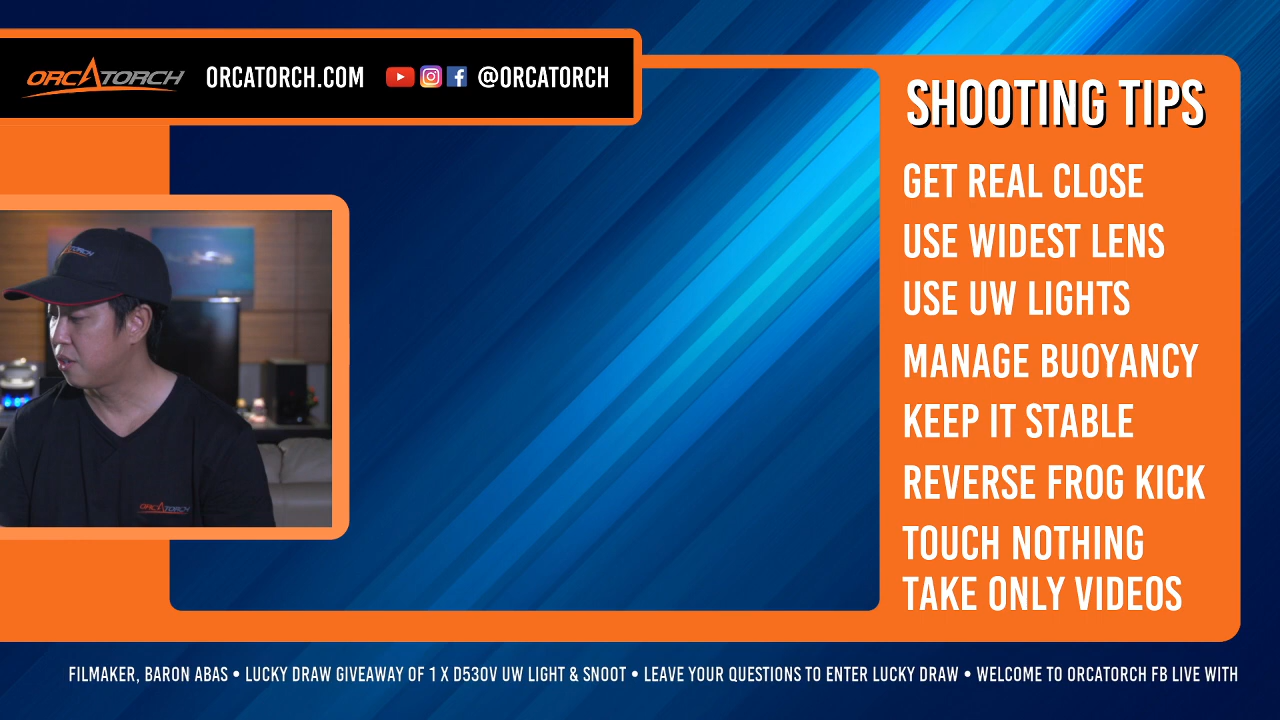 ORCATORCH ORCATORCH.COM @ORCATORCH
SHOOTING TIPS
GET REAL CLOSE
USE WIDEST LENS
USE UW LIGHTS
MANAGE BUOYANCY
KEEP IT STABLE
REVERSE FROG KICK
TOUCH NOTHING
TAKE ONLY VIDEOS
ORCATORCH
FILMAKER, BARON ABAS • LUCKY DRAW GIVEAWAY OF 1 X D530V UW LIGHT & SNOOT • LEAVE YOUR QUESTIONS TO ENTER LUCKY DRAW • WELCOME TO ORCATORCH FB LIVE WITH